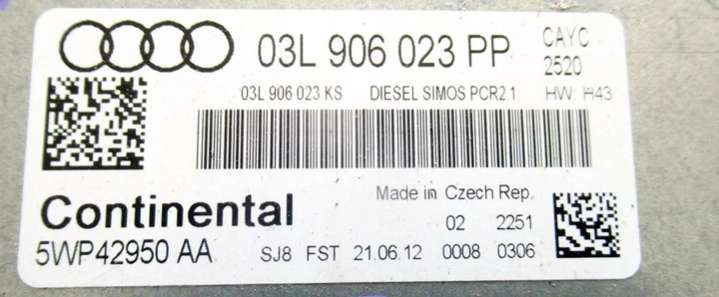 03L 906 023 PP CAYC
2520
03L 906 023 KS DIESEL SIMOS PCR2.1 HW H43
Made in Czech Rep.
Continental 02 2251
5WP42950 AA SJ8 FST 21.06.12 0008 0306